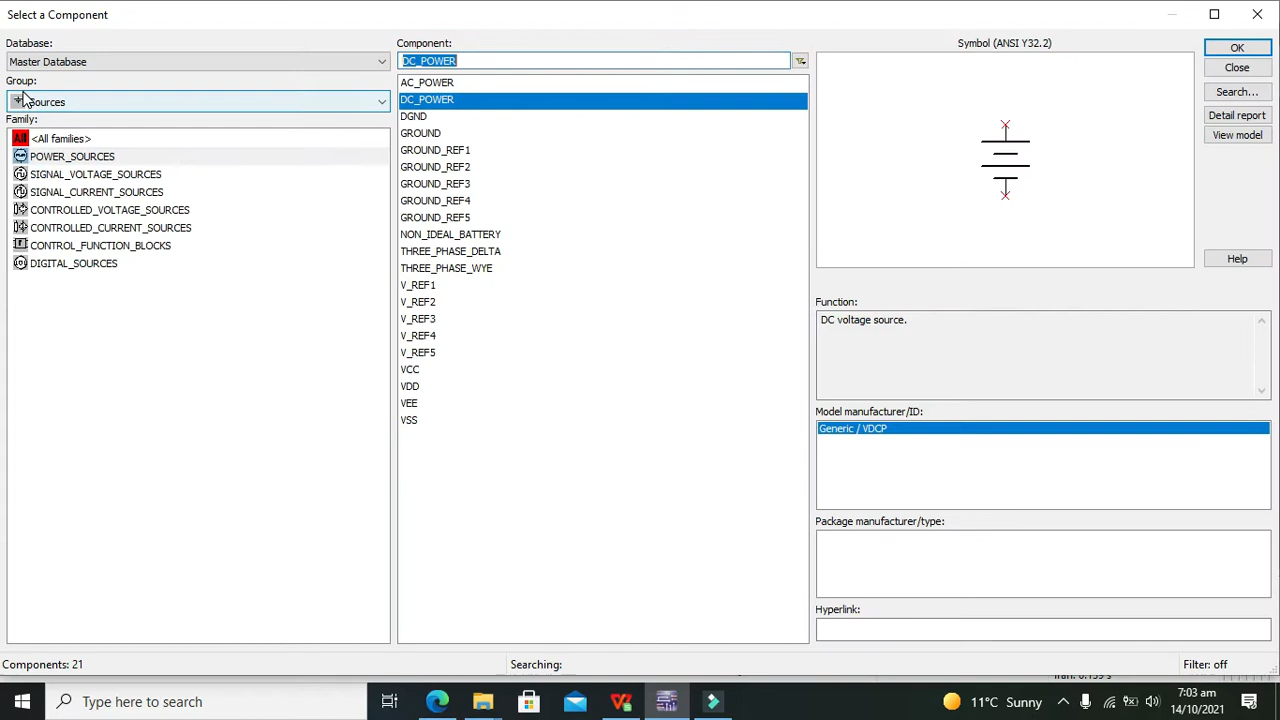 Select a Component
Database:
Master Database
Group:
Sources
Family:
All <All families>
POWER_SOURCES
SIGNAL_VOLTAGE_SOURCES
SIGNAL_CURRENT_SOURCES
CONTROLLED_VOLTAGE_SOURCES
CONTROLLED_CURRENT_SOURCES
CONTROL_FUNCTION_BLOCKS
DIGITAL_SOURCES
Component:
DC_POWER
AC_POWER
DC_POWER
DGND
GROUND
GROUND_REF1
GROUND_REF2
GROUND_REF3
GROUND_REF4
GROUND_REF5
NON_IDEAL_BATTERY
THREE_PHASE_DELTA
THREE_PHASE_WYE
V_REF1
V_REF2
V_REF3
V_REF4
V_REF5
VCC
VDD
VEE
VSS
Symbol (ANSI Y32.2)
OK
Close
Search...
Detail report
View model
Help
Function:
DC voltage source.
Model manufacturer/ID:
Generic / VDCP
Package manufacturer/type:
Hyperlink:
Components: 21
Searching:
Filter: off
Type here to search
11°C Sunny
7:03 am
14/10/2021